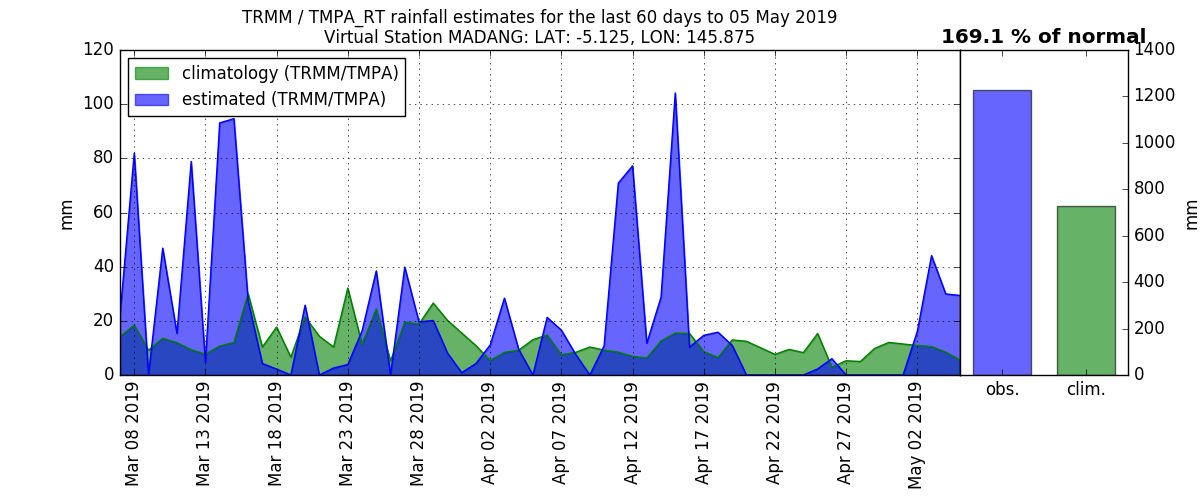 TRMM / TMPA_RT rainfall estimates for the last 60 days to 05 May 2019
Virtual Station MADANG: LAT: -5.125, LON: 145.875
169.1 % of normal
climatology (TRMM/TMPA)
estimated (TRMM/TMPA)
mm
120
100
80
60
40
20
0
Mar 08 2019
Mar 13 2019
Mar 18 2019
Mar 23 2019
Mar 28 2019
Apr 02 2019
Apr 07 2019
Apr 12 2019
Apr 17 2019
Apr 22 2019
Apr 27 2019
May 02 2019
obs.
clim.
1400
1200
1000
800
600
400
200
0
mm